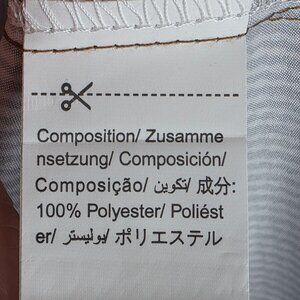 Composition/ Zusamme
nsetzung/ Composición/
Composição/ تكوين/ 成分:
100% Polyester/ Poliést
er/ بوليستر/ ポリエステル